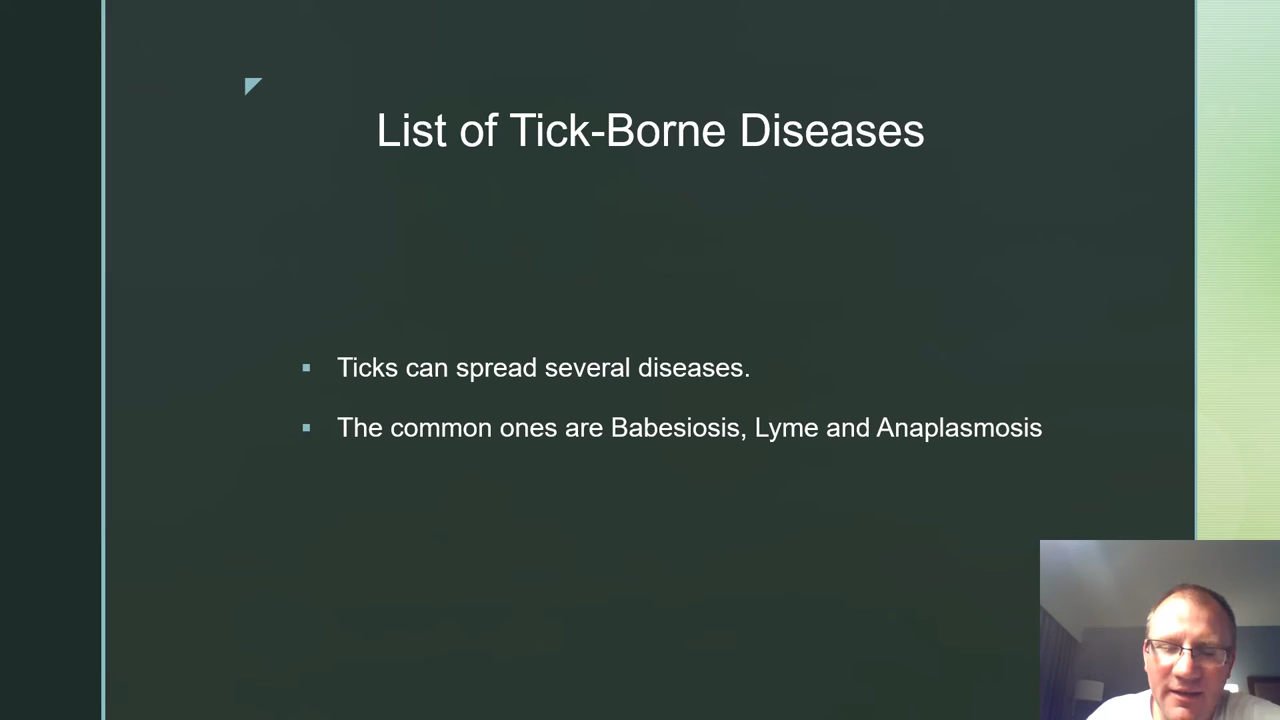 List of Tick-Borne Diseases
Ticks can spread several diseases.
The common ones are Babesiosis, Lyme and Anaplasmosis